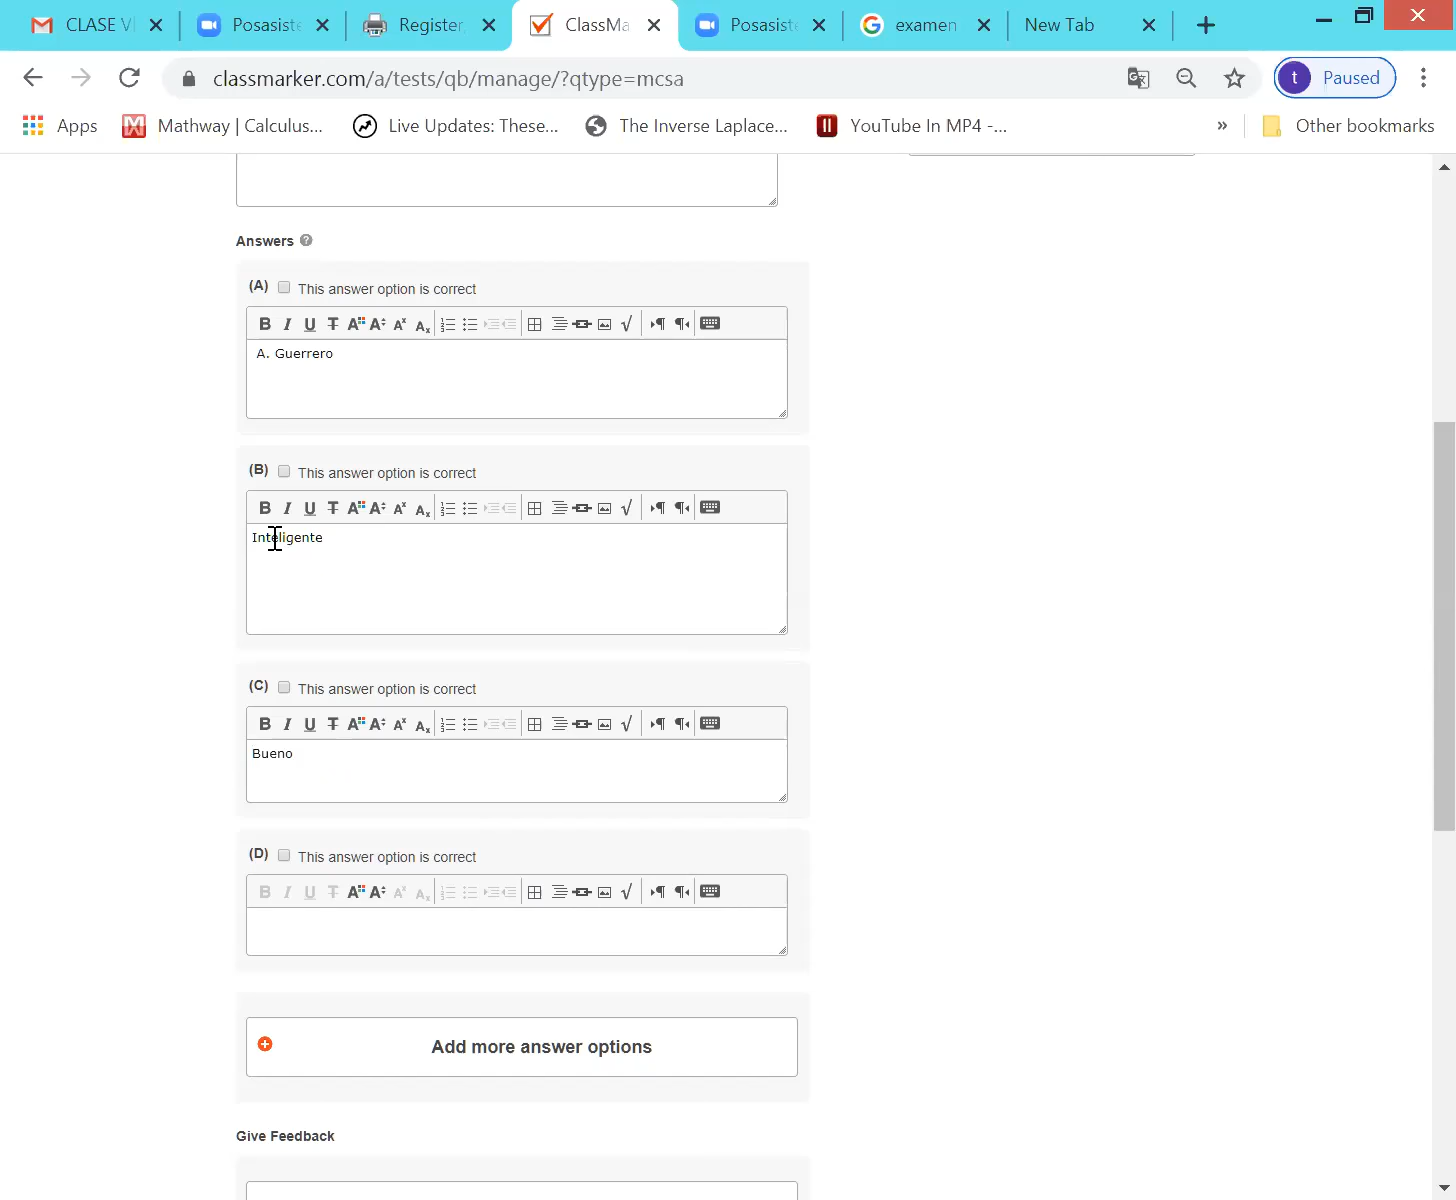 CLASE VI
Posasiste
Register,
ClassMa
Posasiste
examen
New Tab
classmarker.com/a/tests/qb/manage/?qtype=mcsa
t Paused
Apps
Mathway | Calculus...
Live Updates: These...
The Inverse Laplace...
YouTube In MP4 -...
»
Other bookmarks
Answers
(A) This answer option is correct
A. Guerrero
(B) This answer option is correct
Inteligente
(C) This answer option is correct
Bueno
(D) This answer option is correct
Add more answer options
Give Feedback